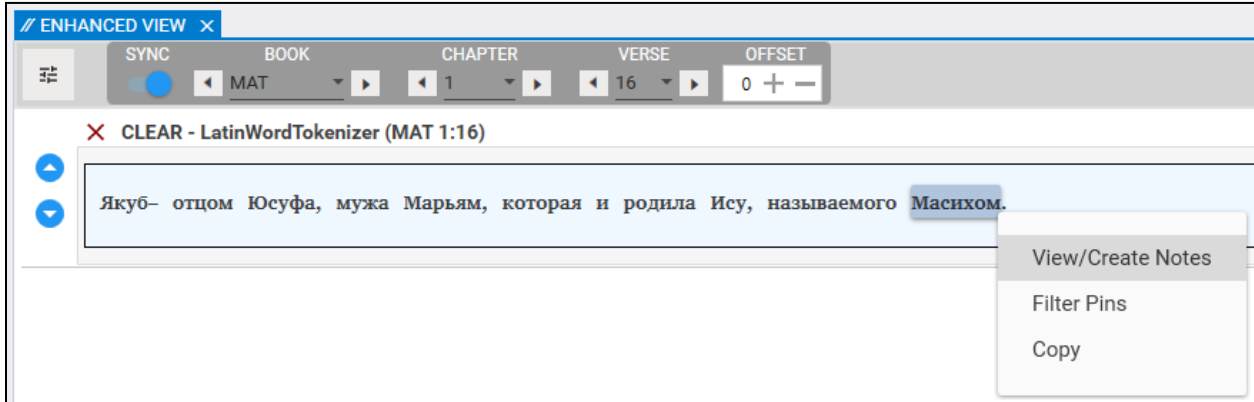 // ENHANCED VIEW ×
SYNC BOOK CHAPTER VERSE OFFSET
MAT 1 16 0 + −
CLEAR - LatinWordTokenizer (MAT 1:16)
Якуб– отцом Юсуфа, мужа Марьям, которая и родила Ису, называемого Масихом.
View/Create Notes
Filter Pins
Copy